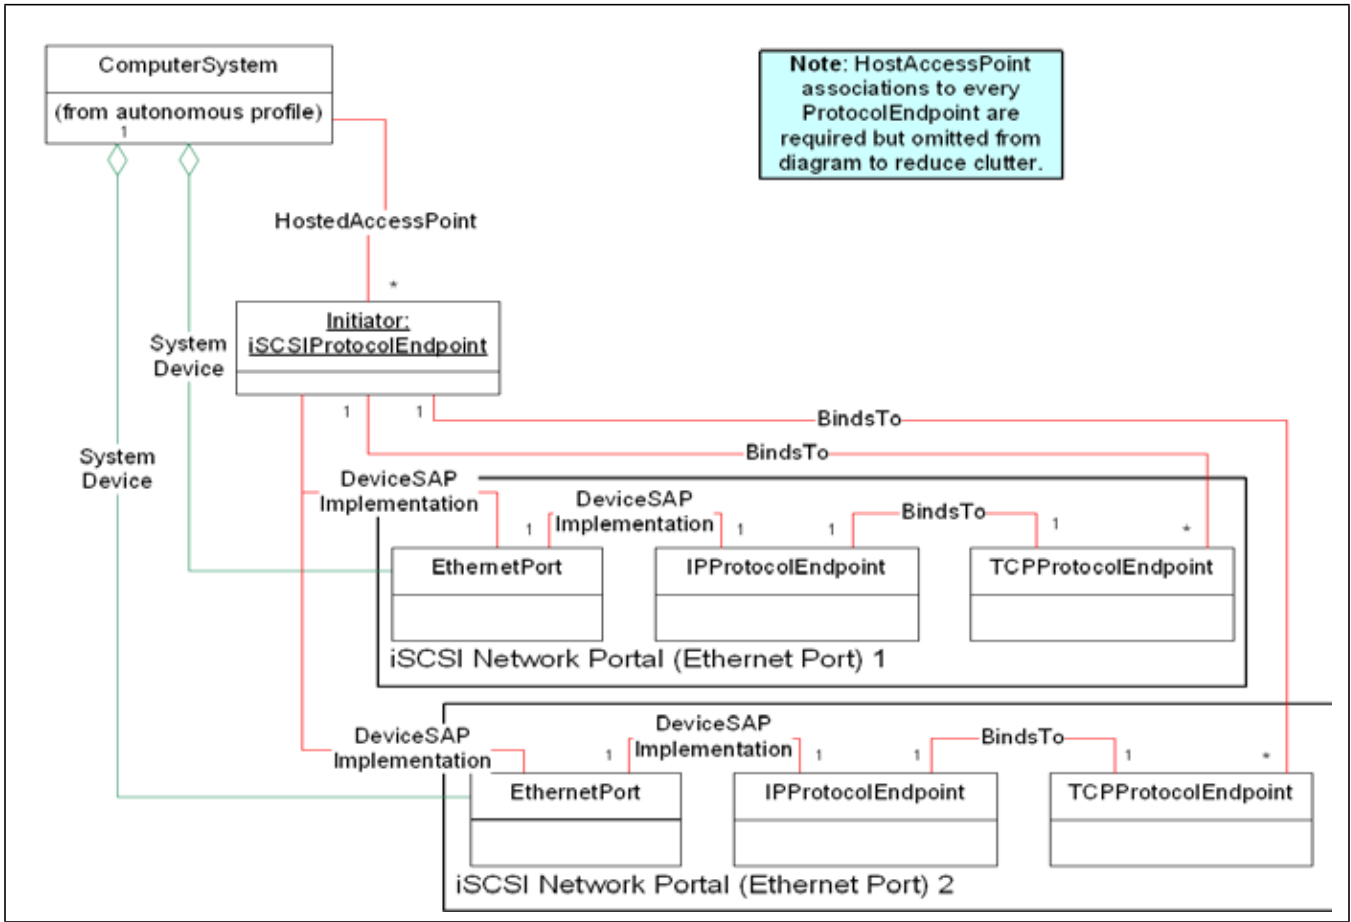 ComputerSystem
(from autonomous profile)
1
Note: HostAccessPoint
associations to every
ProtocolEndpoint are
required but omitted from
diagram to reduce clutter.
HostedAccessPoint
*
Initiator:
iSCSIProtocolEndpoint
System
Device
1
1
BindsTo
BindsTo
System
Device
DeviceSAP
Implementation
DeviceSAP
Implementation
BindsTo
1
1
1
1
*
EthernetPort
IPProtocolEndpoint
TCPProtocolEndpoint
iSCSI Network Portal (Ethernet Port) 1
DeviceSAP
Implementation
DeviceSAP
Implementation
BindsTo
1
1
1
1
*
EthernetPort
IPProtocolEndpoint
TCPProtocolEndpoint
iSCSI Network Portal (Ethernet Port) 2